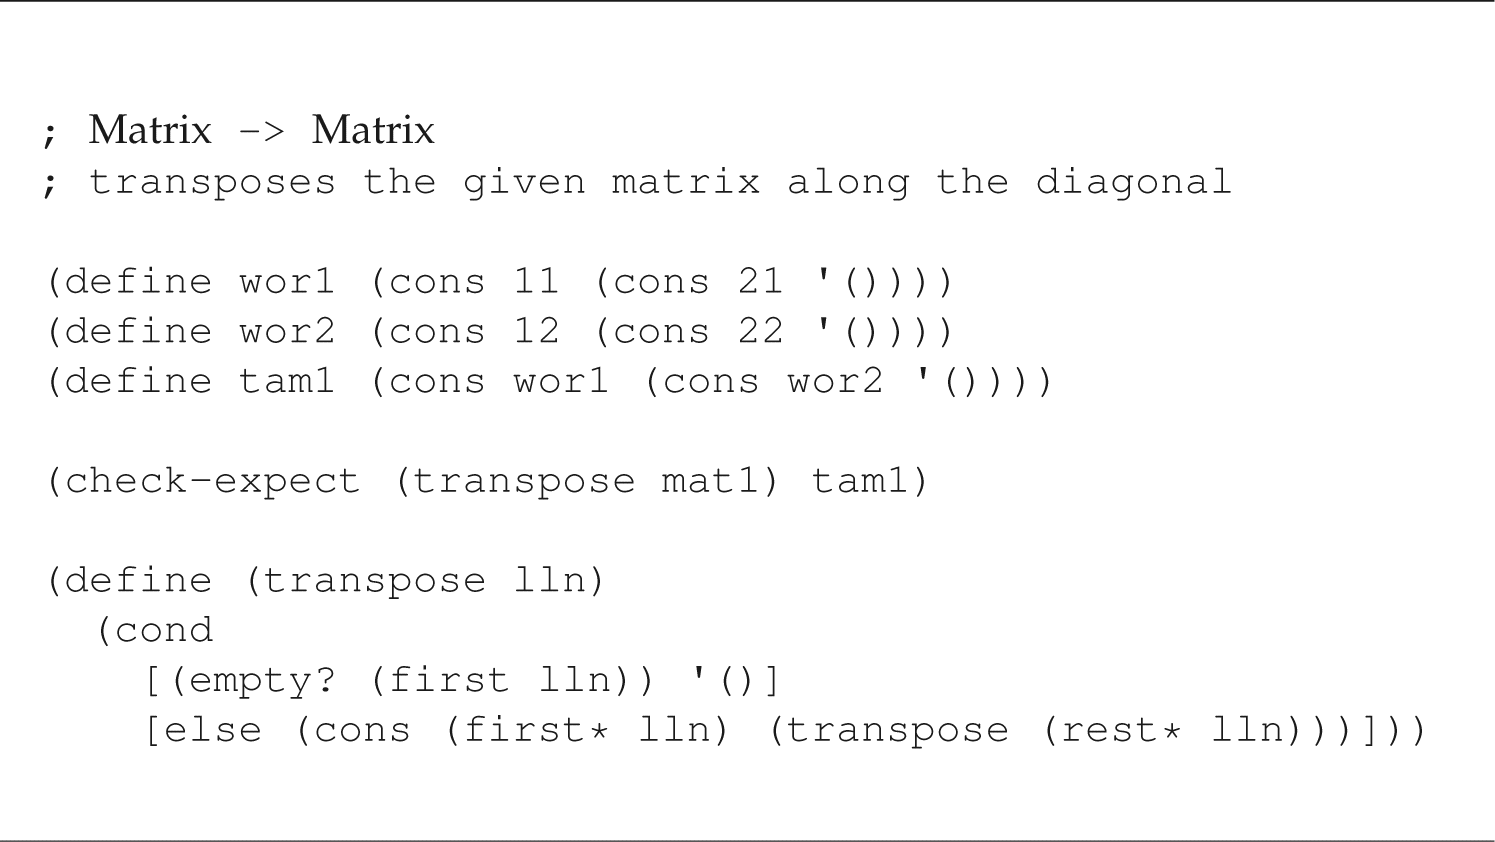 ; Matrix -> Matrix
; transposes the given matrix along the diagonal
(define wor1 (cons 11 (cons 21 '())))
(define wor2 (cons 12 (cons 22 '())))
(define tam1 (cons wor1 (cons wor2 '())))
(check-expect (transpose mat1) tam1)
(define (transpose lln)
  (cond
    [(empty? (first lln)) '()]
    [else (cons (first* lln) (transpose (rest* lln)))]))